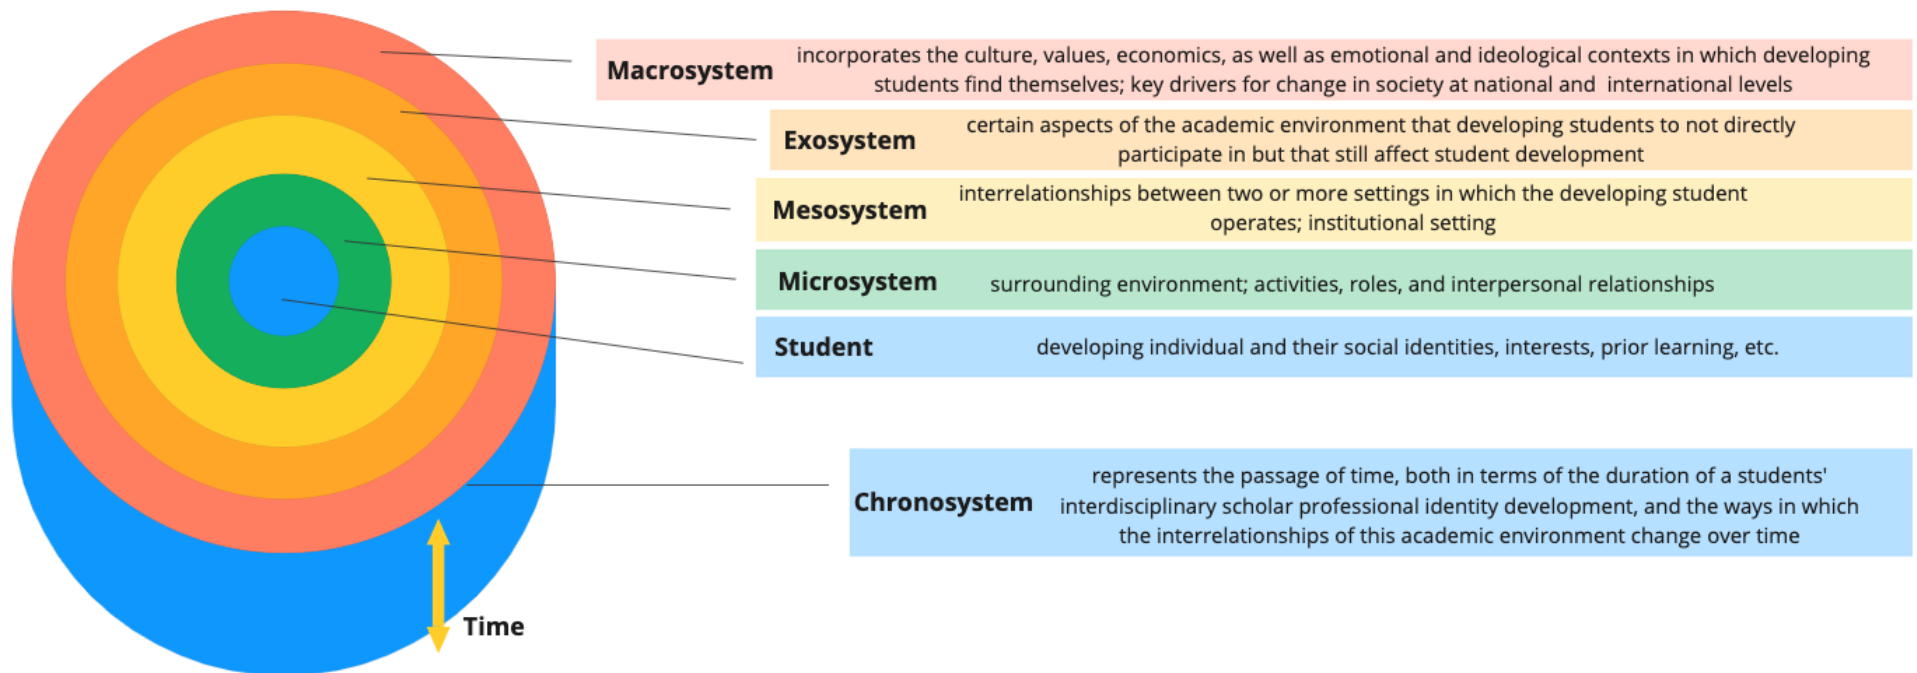 Macrosystem
incorporates the culture, values, economics, as well as emotional and ideological contexts in which developing
students find themselves; key drivers for change in society at national and international levels
Exosystem
certain aspects of the academic environment that developing students to not directly
participate in but that still affect student development
Mesosystem
interrelationships between two or more settings in which the developing student
operates; institutional setting
Microsystem
surrounding environment; activities, roles, and interpersonal relationships
Student
developing individual and their social identities, interests, prior learning, etc.
Chronosystem
represents the passage of time, both in terms of the duration of a students'
interdisciplinary scholar professional identity development, and the ways in which
the interrelationships of this academic environment change over time
Time